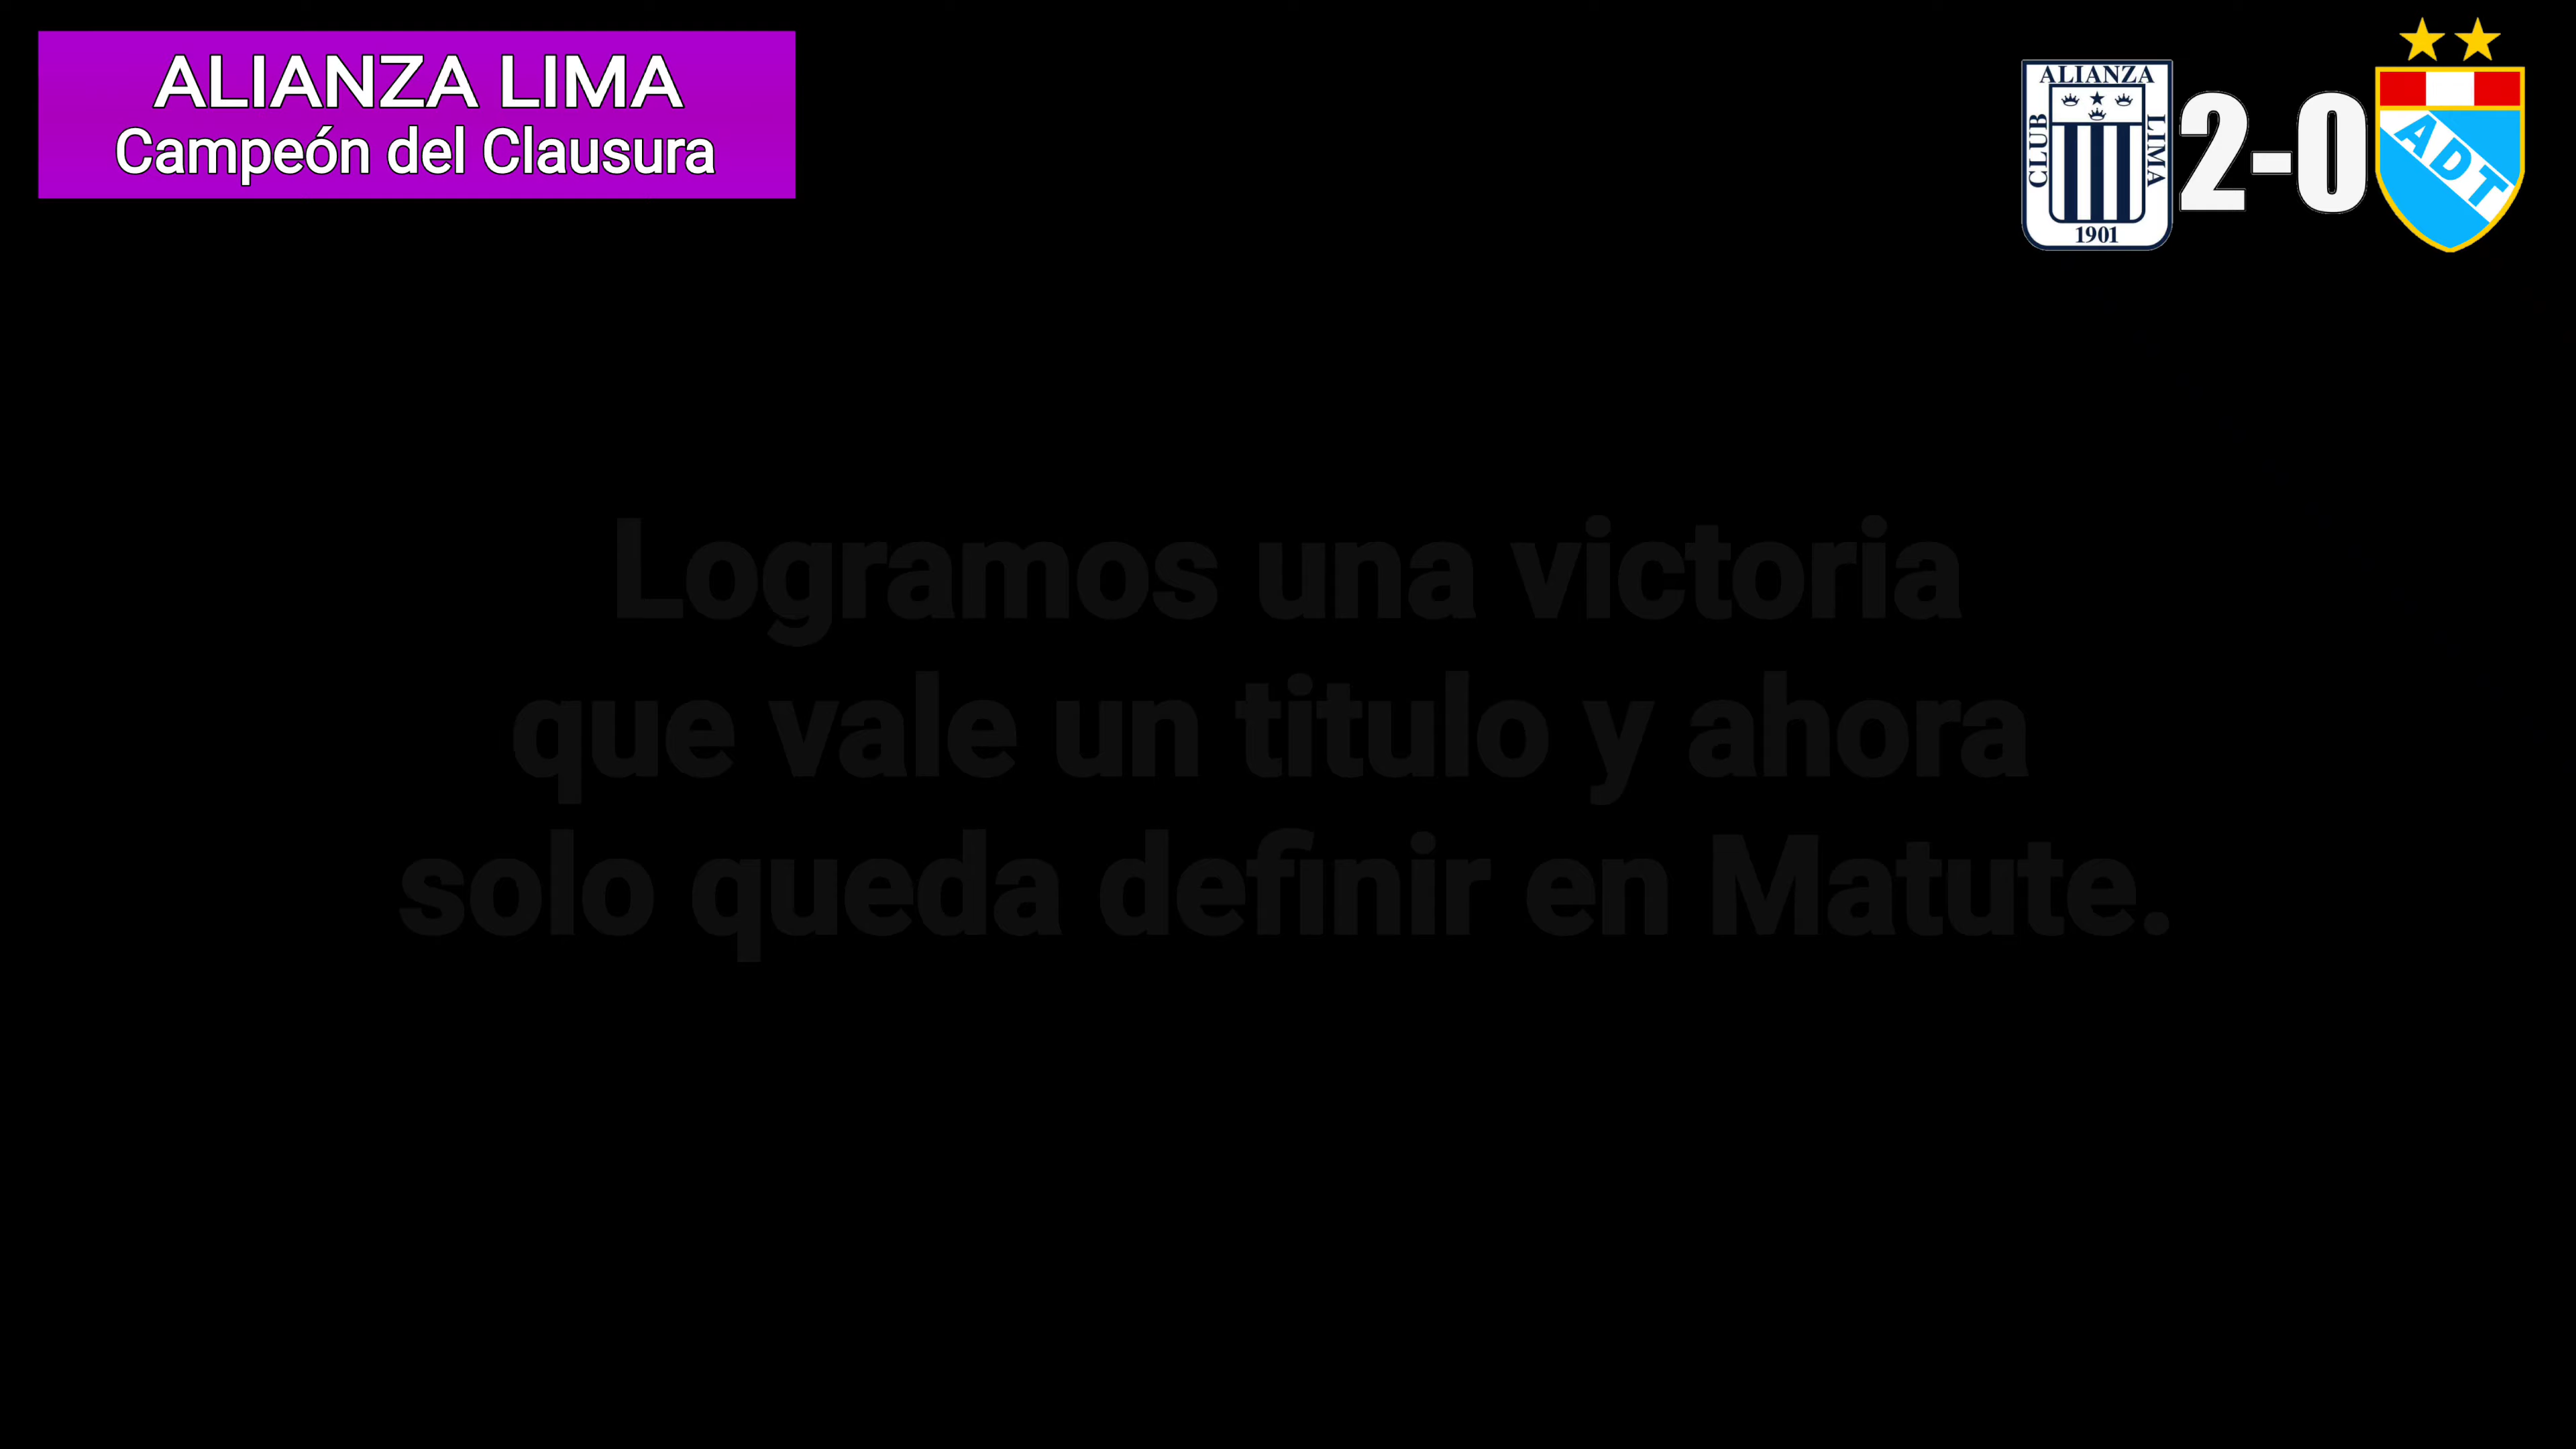 ALIANZA LIMA
Campeón del Clausura
ALIANZA
CLUB
LIMA
1901
2-0
ADT
Logramos una victoria
que vale un titulo y ahora
solo queda definir en Matute.